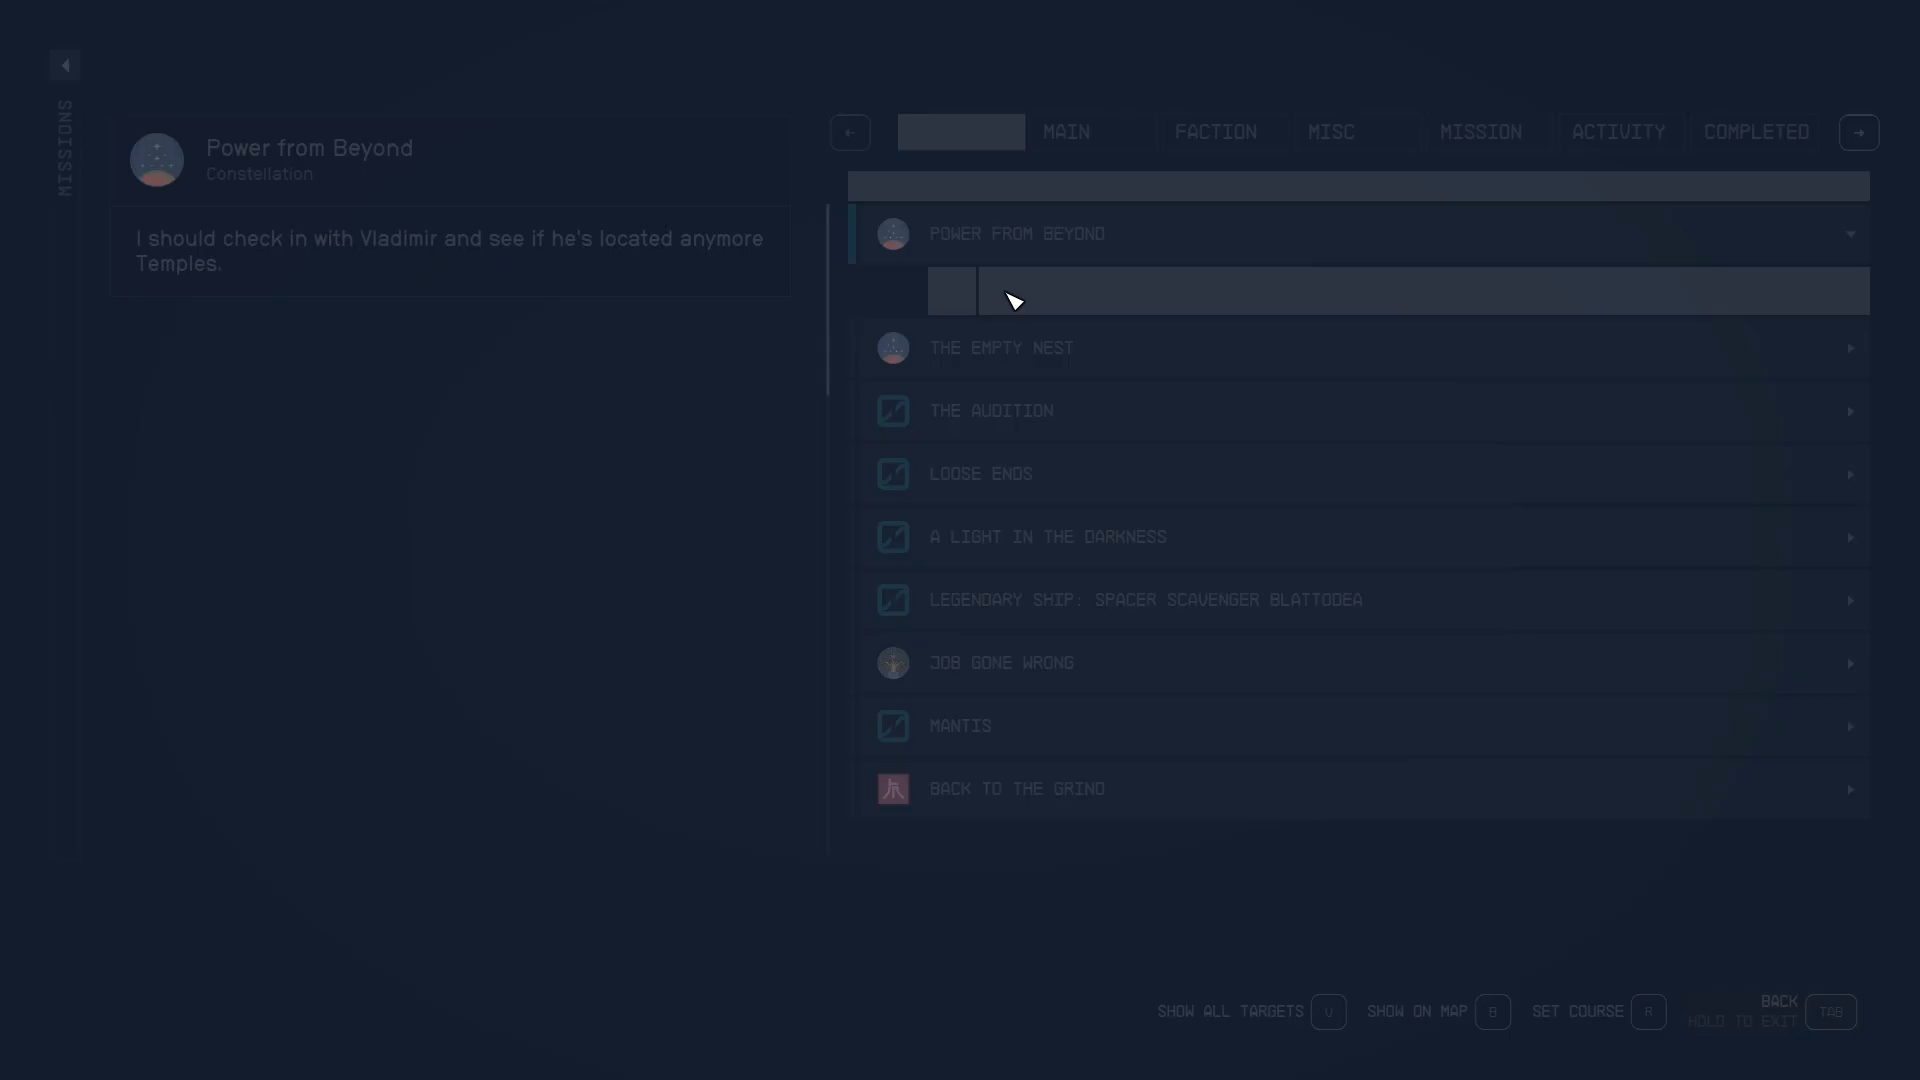 MISSIONS
Power from Beyond
Constellation
I should check in with Vladimir and see if he's located anymore
Temples.
MAIN
FACTION
MISC
MISSION
ACTIVITY
COMPLETED
POWER FROM BEYOND
THE EMPTY NEST
THE AUDITION
LOOSE ENDS
A LIGHT IN THE DARKNESS
LEGENDARY SHIP: SPACER SCAVENGER BLATTODEA
JOB GONE WRONG
MANTIS
BACK TO THE GRIND
SHOW ALL TARGETS V
SHOW ON MAP B
SET COURSE R
BACK
HOLD TO EXIT
TAB